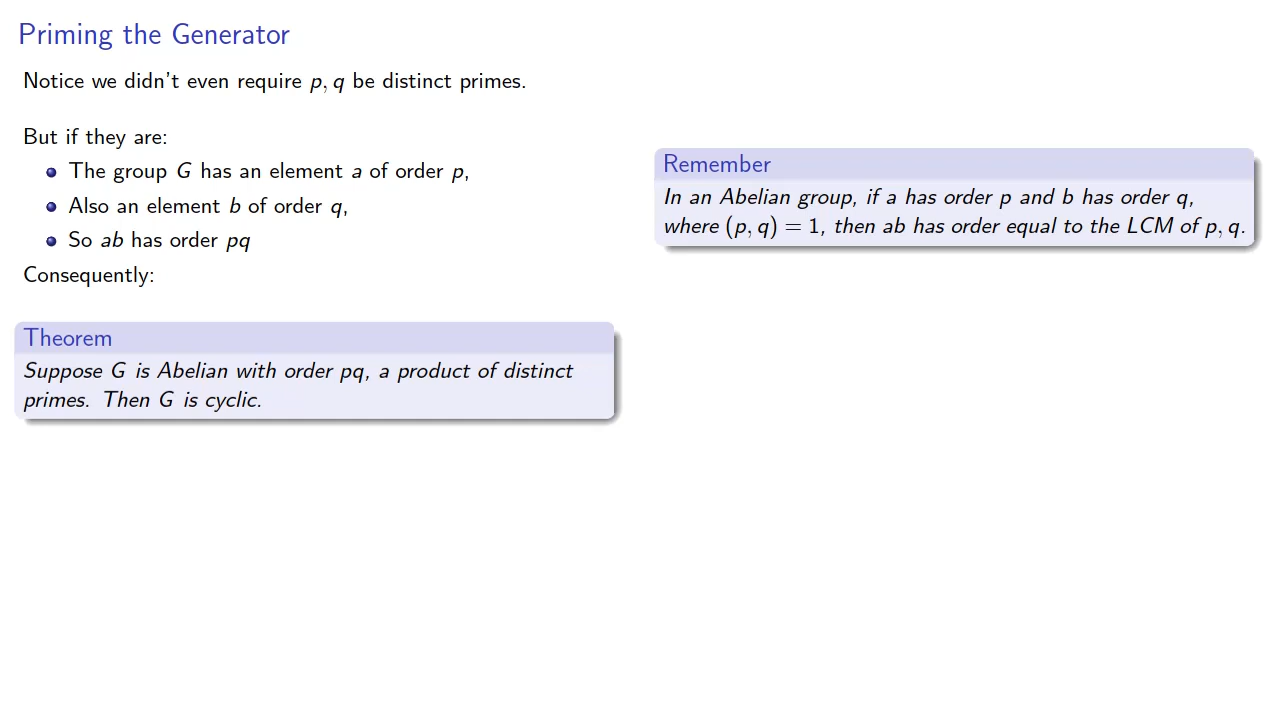 Priming the Generator
Notice we didn't even require p, q be distinct primes.
But if they are:
The group G has an element a of order p,
Also an element b of order q,
So ab has order pq
Consequently:
Theorem
Suppose G is Abelian with order pq, a product of distinct
primes. Then G is cyclic.
Remember
In an Abelian group, if a has order p and b has order q,
where (p, q) = 1, then ab has order equal to the LCM of p, q.